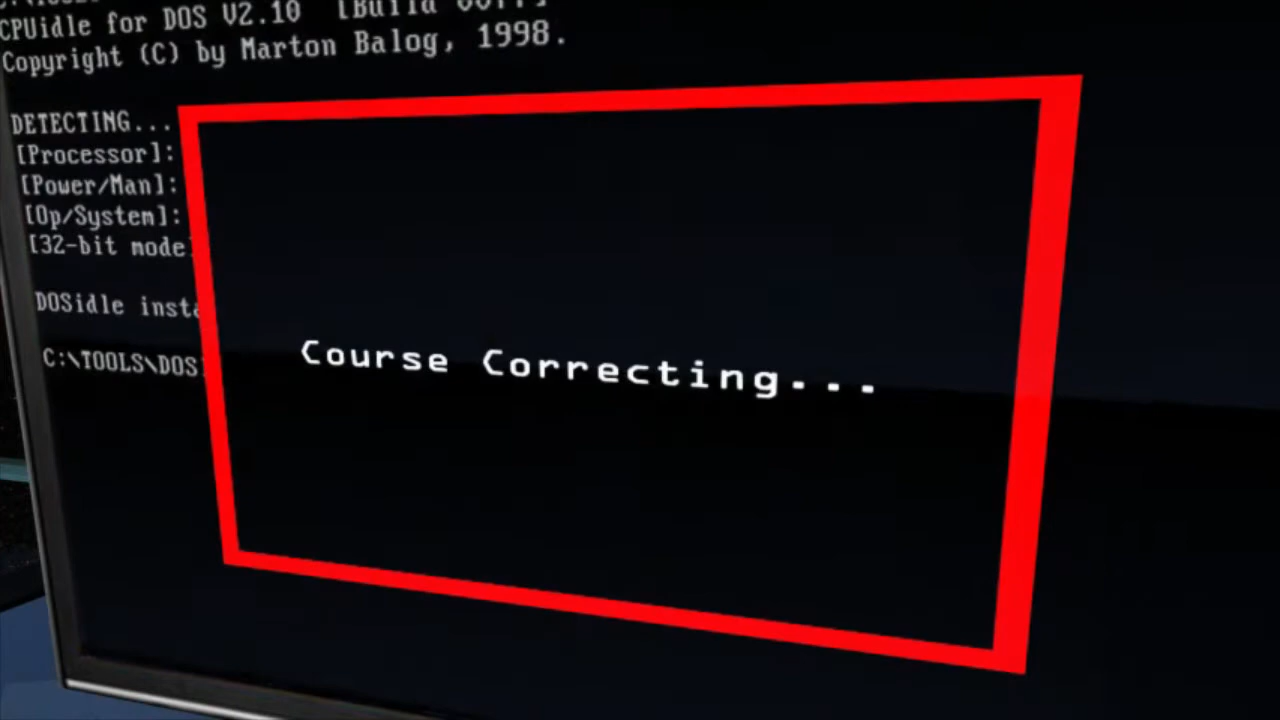 CPUidle for DOS V2.10 [Build
Copyright (C) by Marton Balog, 1998.
DETECTING...
[Processor]:
[Power/Man]:
[Op/System]:
[32-bit mode
DOSidle insta
C:\TOOLS\DOS
Course Correcting...